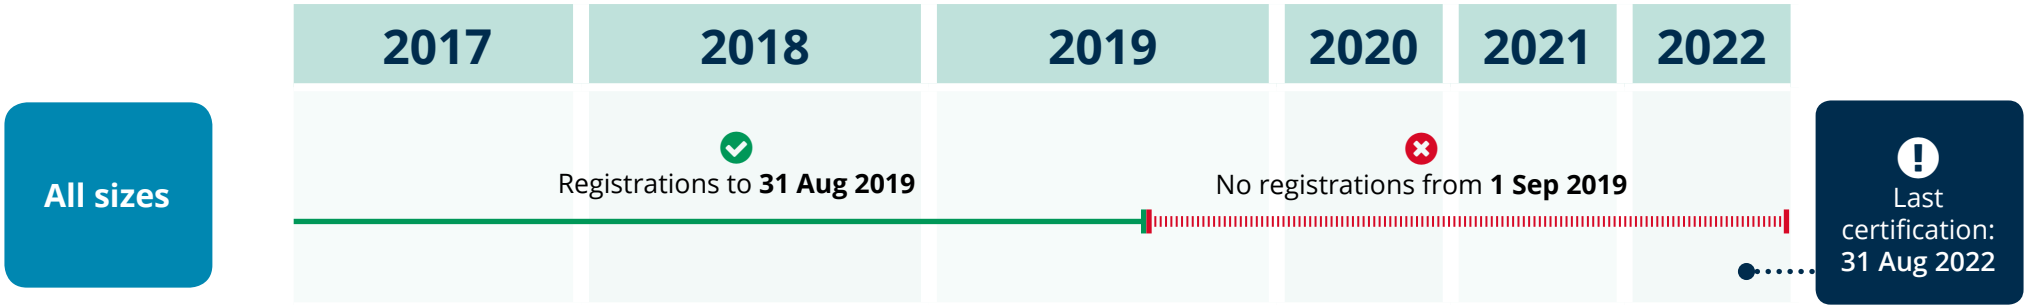 2017 2018 2019 2020 2021 2022
All sizes
Registrations to 31 Aug 2019
No registrations from 1 Sep 2019
Last
certification:
31 Aug 2022